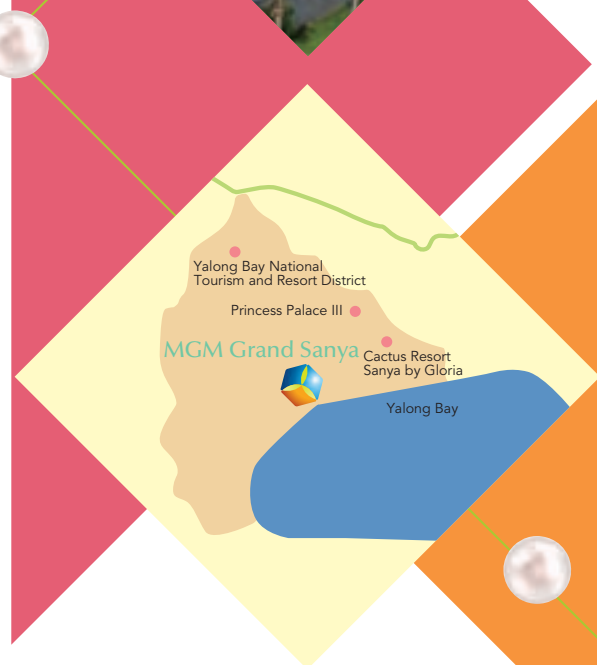 Yalong Bay National
Tourism and Resort District
Princess Palace III
MGM Grand Sanya
Cactus Resort
Sanya by Gloria
Yalong Bay